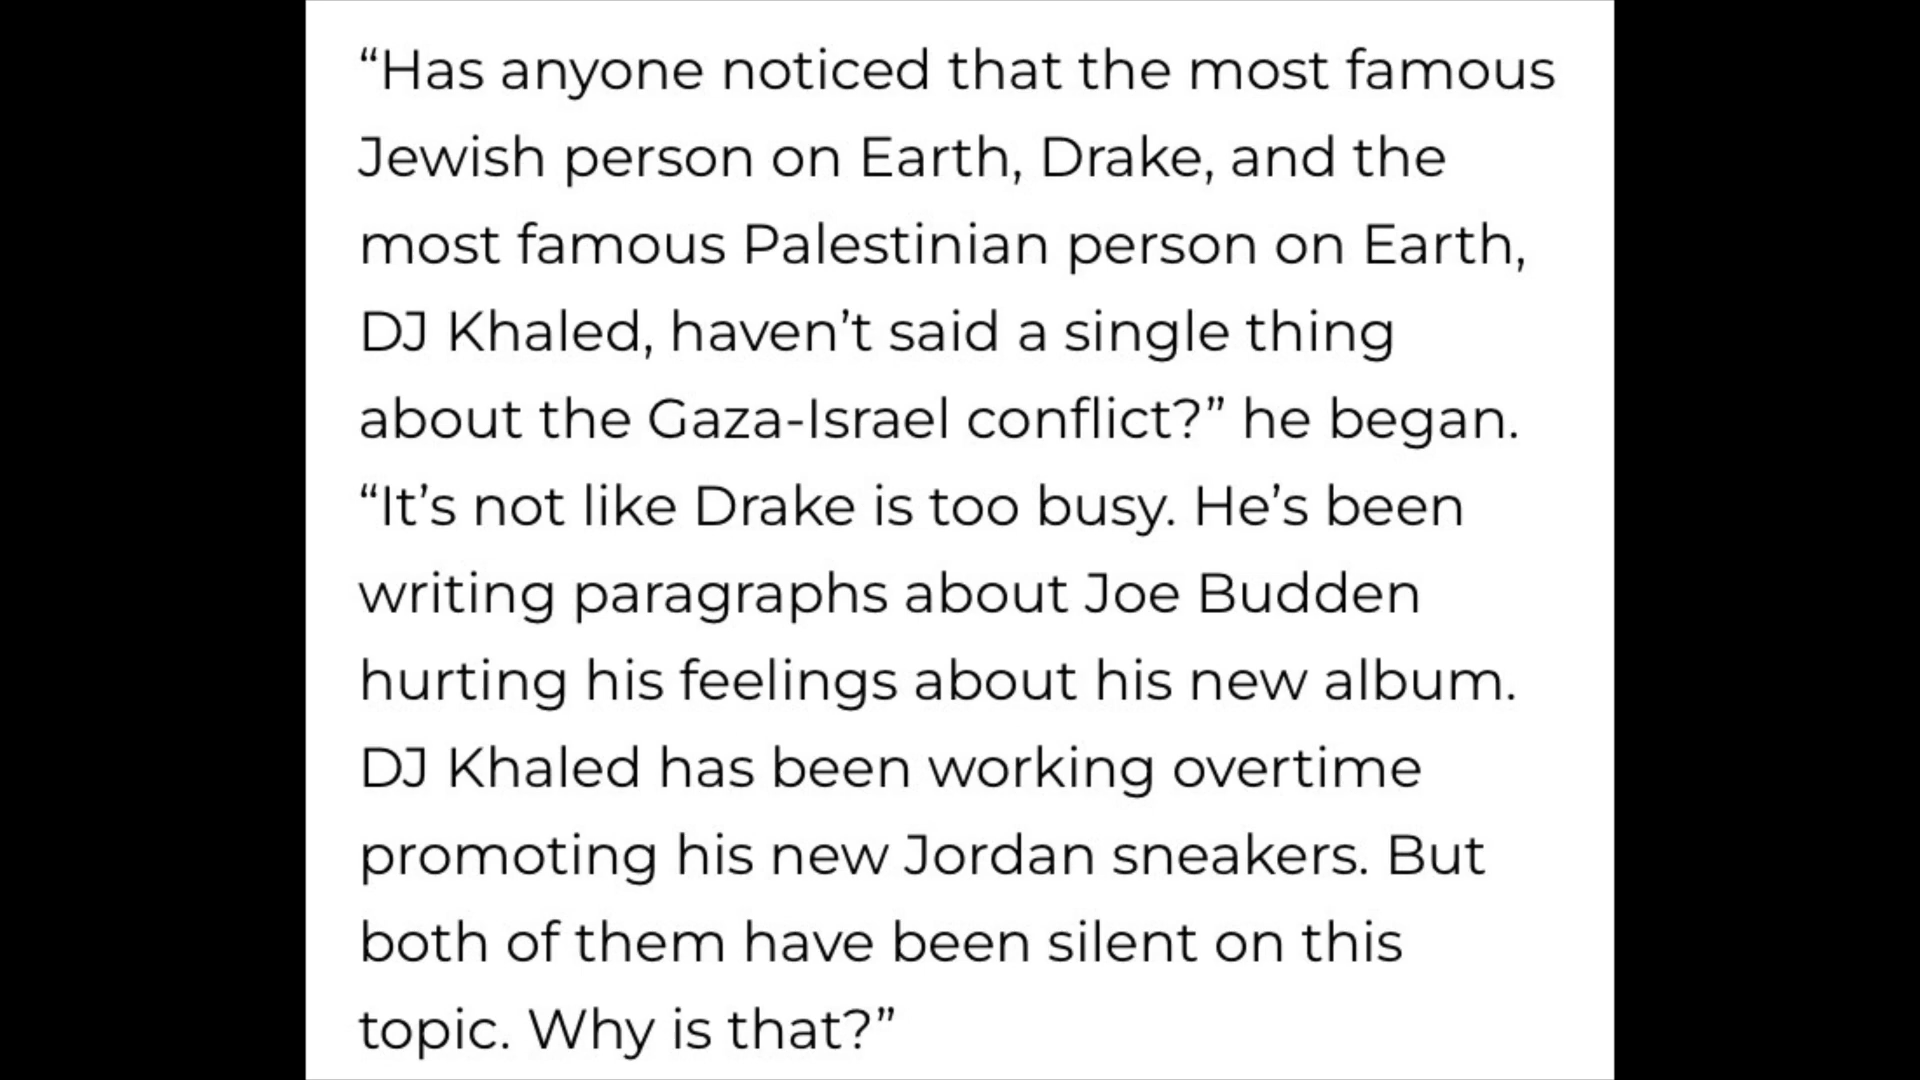 “Has anyone noticed that the most famous
Jewish person on Earth, Drake, and the
most famous Palestinian person on Earth,
DJ Khaled, haven’t said a single thing
about the Gaza-Israel conflict?” he began.
“It’s not like Drake is too busy. He’s been
writing paragraphs about Joe Budden
hurting his feelings about his new album.
DJ Khaled has been working overtime
promoting his new Jordan sneakers. But
both of them have been silent on this
topic. Why is that?”